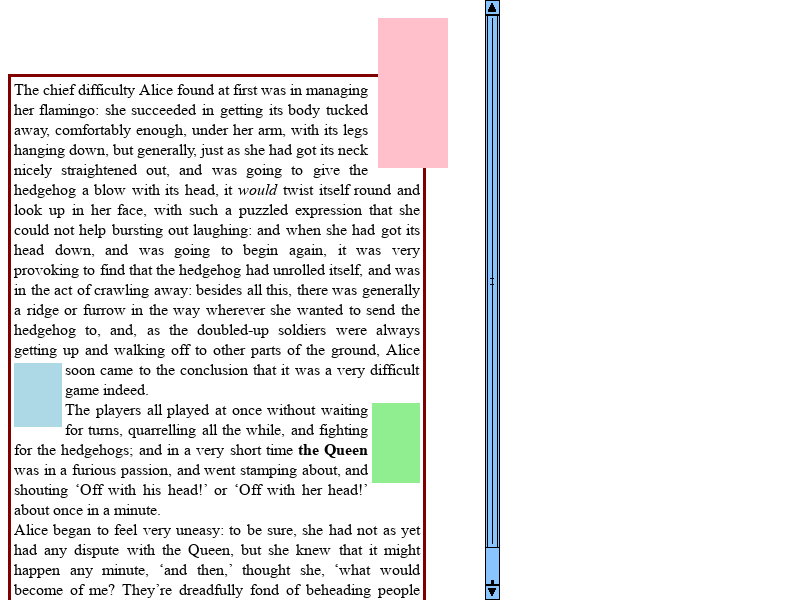 The chief difficulty Alice found at first was in managing
her flamingo: she succeeded in getting its body tucked
away, comfortably enough, under her arm, with its legs
hanging down, but generally, just as she had got its neck
nicely straightened out, and was going to give the
hedgehog a blow with its head, it would twist itself round and
look up in her face, with such a puzzled expression that she
could not help bursting out laughing: and when she had got its
head down, and was going to begin again, it was very
provoking to find that the hedgehog had unrolled itself, and was
in the act of crawling away: besides all this, there was generally
a ridge or furrow in the way wherever she wanted to send the
hedgehog to, and, as the doubled-up soldiers were always
getting up and walking off to other parts of the ground, Alice
soon came to the conclusion that it was a very difficult
game indeed.
The players all played at once without waiting
for turns, quarrelling all the while, and fighting
for the hedgehogs; and in a very short time the Queen
was in a furious passion, and went stamping about, and
shouting ‘Off with his head!’ or ‘Off with her head!’
about once in a minute.
Alice began to feel very uneasy: to be sure, she had not as yet
had any dispute with the Queen, but she knew that it might
happen any minute, ‘and then,’ thought she, ‘what would
become of me? They’re dreadfully fond of beheading people